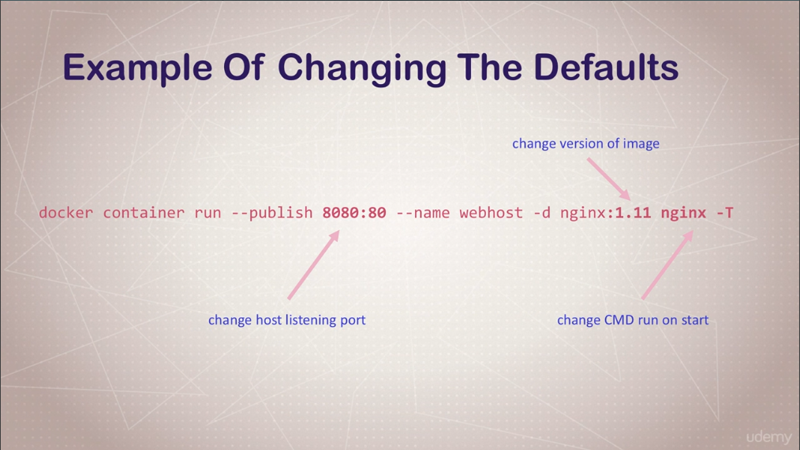 Example Of Changing The Defaults
change version of image
docker container run --publish 8080:80 --name webhost -d nginx:1.11 nginx -T
change host listening port
change CMD run on start
udemy